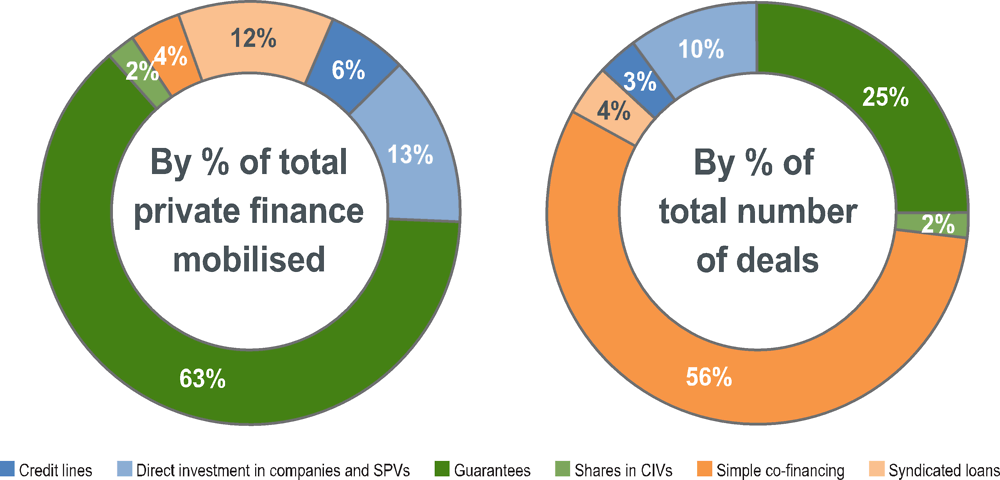 12%
4%
2%
6%
13%
By % of total
private finance
mobilised
63%
10%
3%
4%
25%
By % of
total number
of deals
2%
56%
Credit lines
Direct investment in companies and SPVs
Guarantees
Shares in CIVs
Simple co-financing
Syndicated loans